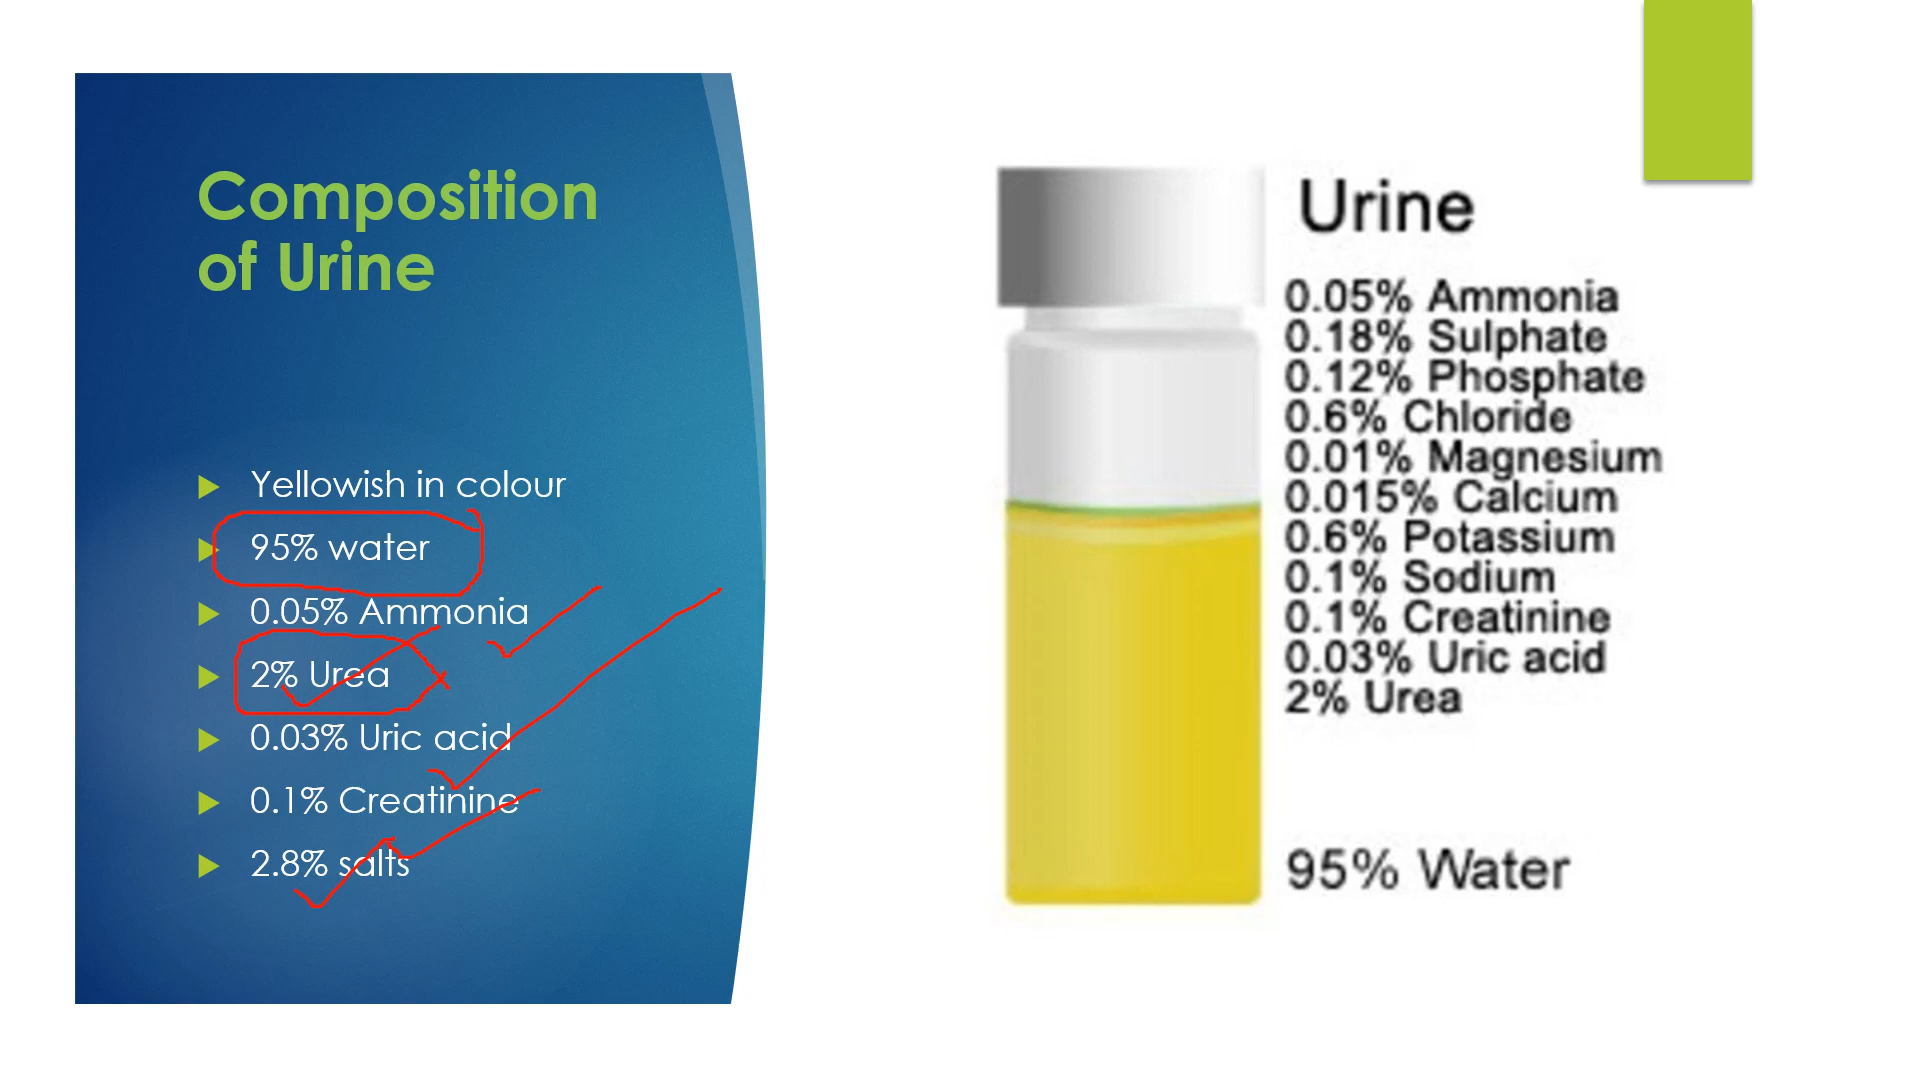 Composition
of Urine
Yellowish in colour
95% water
0.05% Ammonia
2% Urea
0.03% Uric acid
0.1% Creatinine
2.8% salts
Urine
0.05% Ammonia
0.18% Sulphate
0.12% Phosphate
0.6% Chloride
0.01% Magnesium
0.015% Calcium
0.6% Potassium
0.1% Sodium
0.1% Creatinine
0.03% Uric acid
2% Urea
95% Water